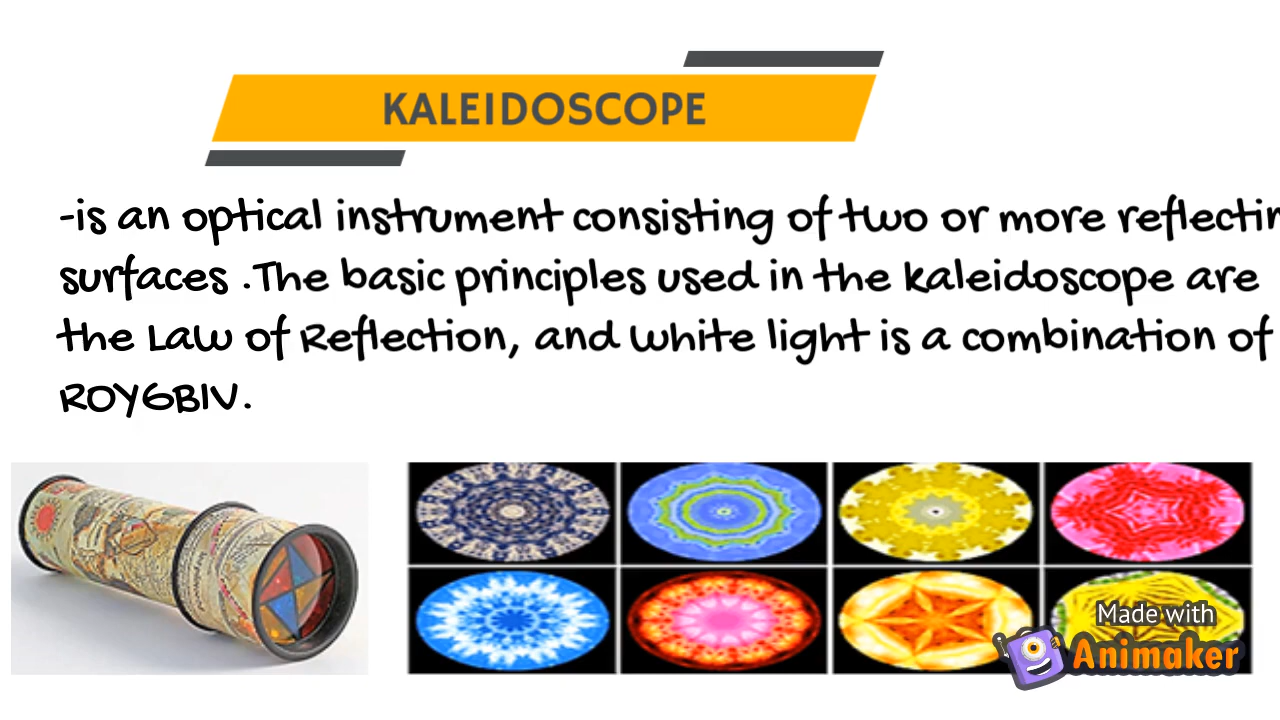 KALEIDOSCOPE
-is an optical instrument consisting of two or more reflectin
surfaces .The basic principles used in the kaleidoscope are
the Law of Reflection, and White light is a combination of
ROYGBIV.
Made with
Animaker